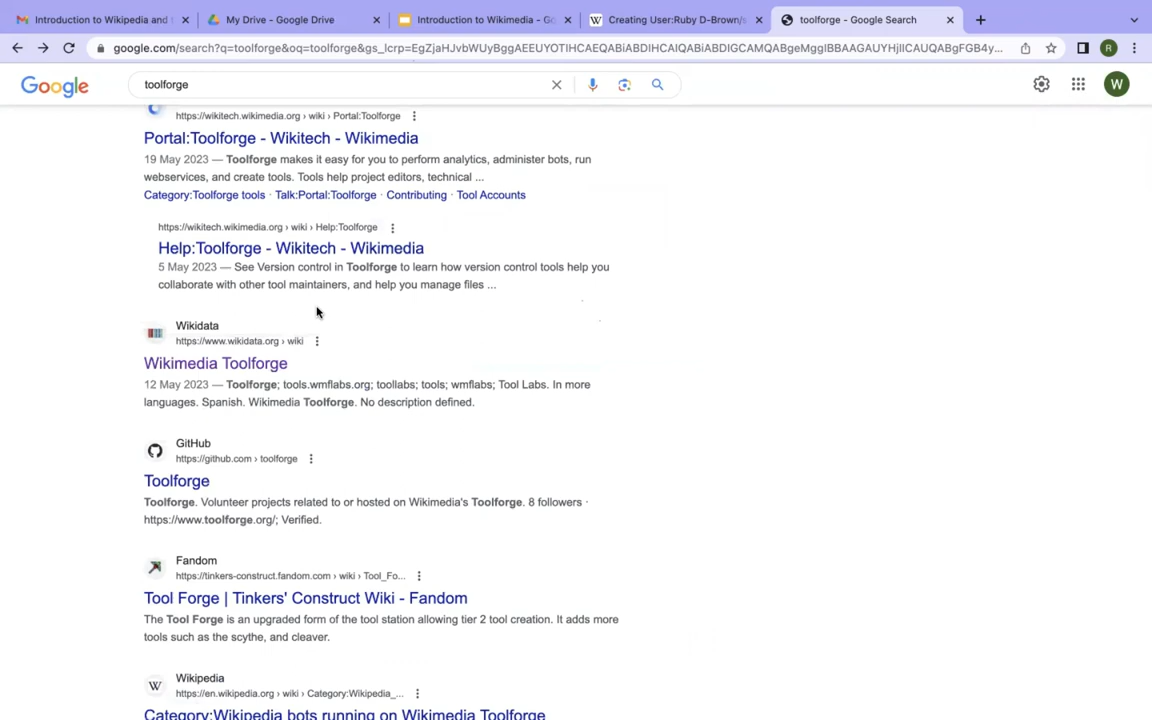 Introduction to Wikipedia and
My Drive - Google Drive
Introduction to Wikimedia - Go
Creating User:Ruby D-Brown/s
toolforge - Google Search
google.com/search?q=toolforge&oq=toolforge&gs_lcrp=EgZjaHJvbWUyBggAEEUYOTIHCAEQABiABDIHCAIQABiABDIGCAMQABgeMggIBBAAGAUYHjIICAUQABgFGB4y...
R
Google
toolforge
W
https://wikitech.wikimedia.org › wiki › Portal:Toolforge
Portal:Toolforge - Wikitech - Wikimedia
19 May 2023 — Toolforge makes it easy for you to perform analytics, administer bots, run
webservices, and create tools. Tools help project editors, technical ...
Category:Toolforge tools · Talk:Portal:Toolforge · Contributing · Tool Accounts
https://wikitech.wikimedia.org › wiki › Help:Toolforge
Help:Toolforge - Wikitech - Wikimedia
5 May 2023 — See Version control in Toolforge to learn how version control tools help you
collaborate with other tool maintainers, and help you manage files ...
Wikidata
https://www.wikidata.org › wiki
Wikimedia Toolforge
12 May 2023 — Toolforge; tools.wmflabs.org; toollabs; tools; wmflabs; Tool Labs. In more
languages. Spanish. Wikimedia Toolforge. No description defined.
GitHub
https://github.com › toolforge
Toolforge
Toolforge. Volunteer projects related to or hosted on Wikimedia's Toolforge. 8 followers ·
https://www.toolforge.org/; Verified.
Fandom
https://tinkers-construct.fandom.com › wiki › Tool_Fo...
Tool Forge | Tinkers' Construct Wiki - Fandom
The Tool Forge is an upgraded form of the tool station allowing tier 2 tool creation. It adds more
tools such as the scythe, and cleaver.
W
Wikipedia
https://en.wikipedia.org › wiki › Category:Wikipedia_...
Category:Wikipedia bots running on Wikimedia Toolforge